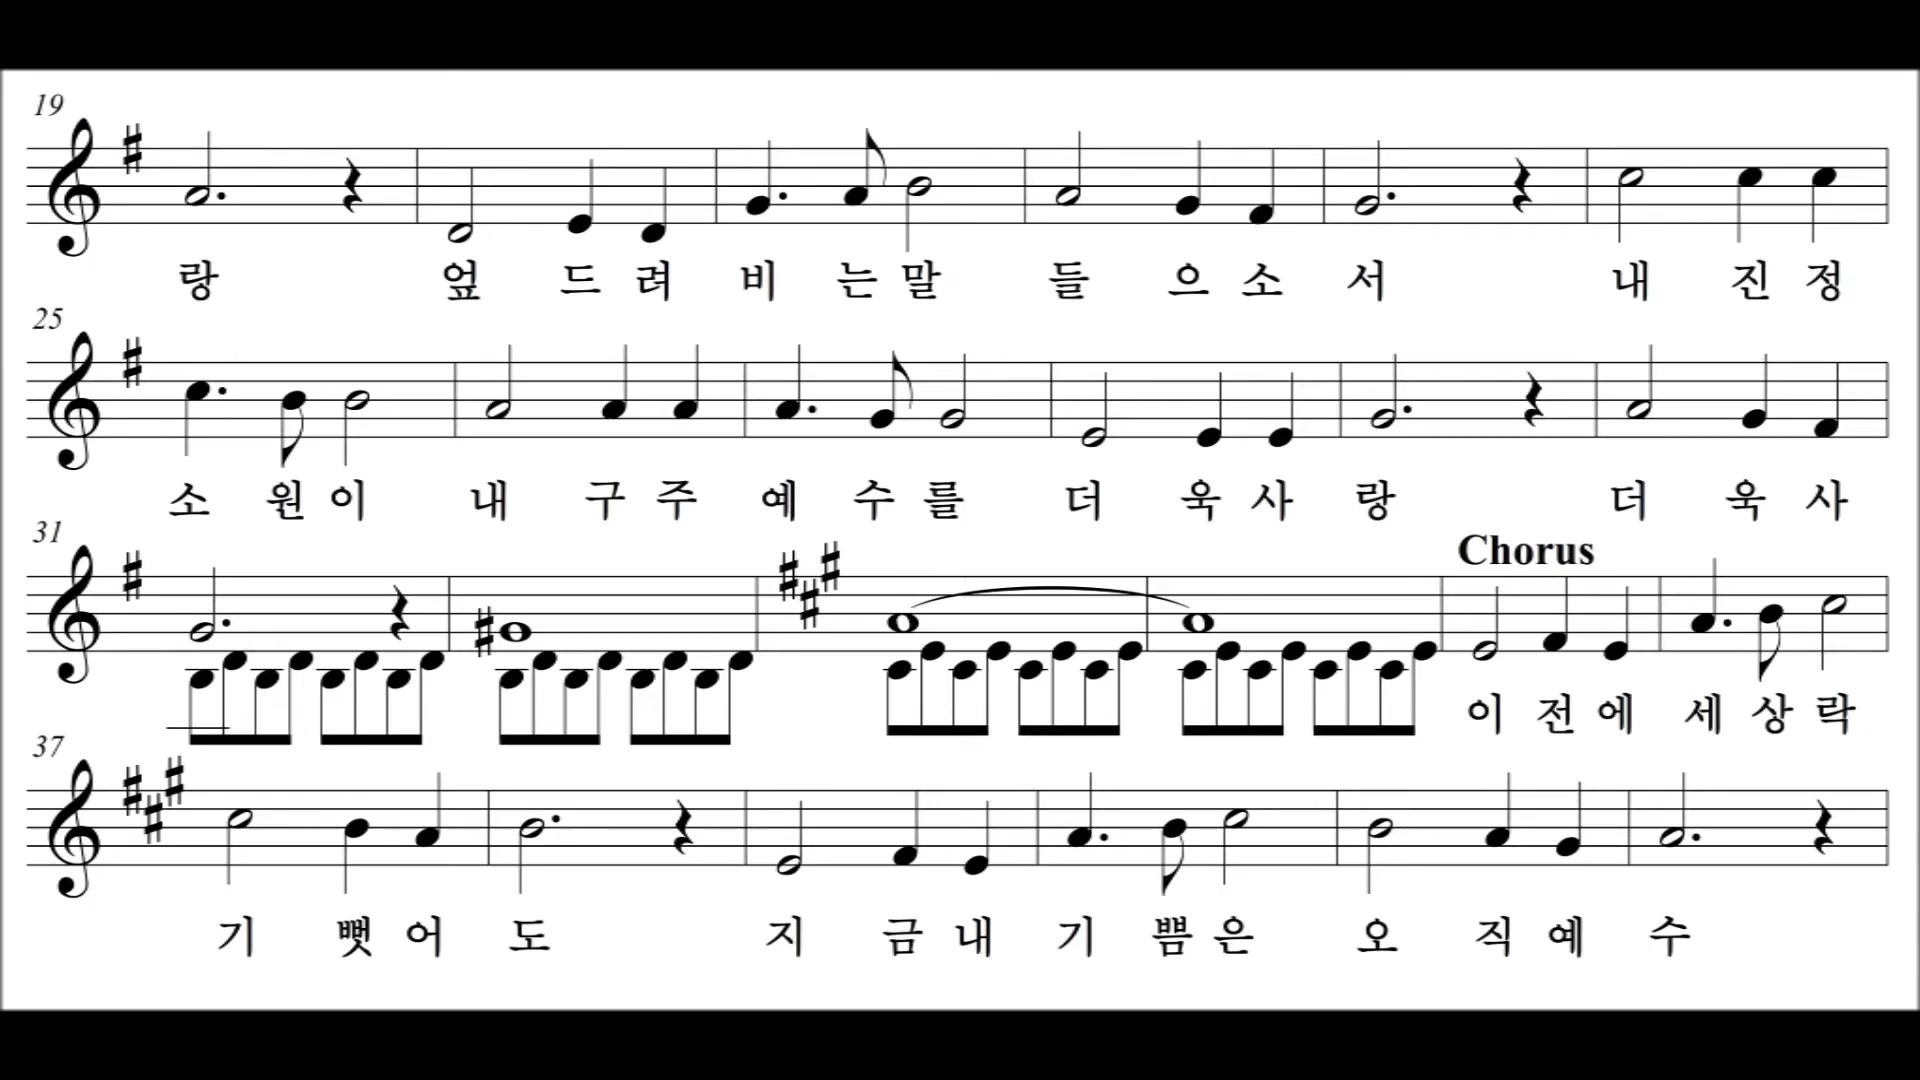 19
랑 엎 드 려 비 는 말 들 으 소 서 내 진 정
25
소 원 이 내 구 주 예 수 를 더 욱 사 랑 더 욱 사
31
Chorus
이 전 에 세 상 락
37
기 뻤 어 도 지 금 내 기 쁨 은 오 직 예 수